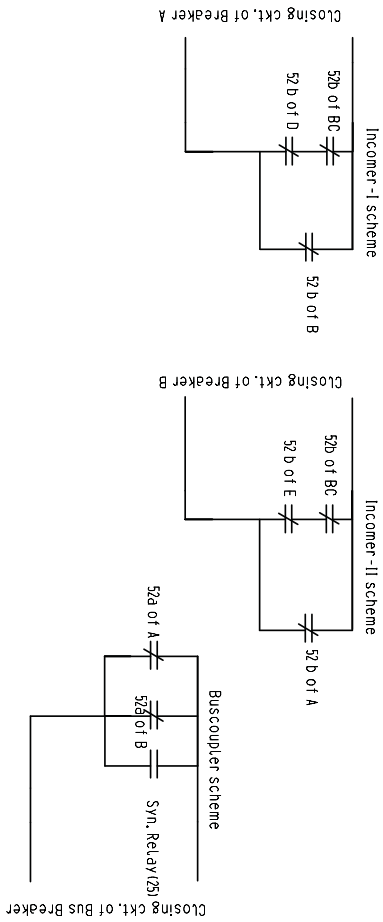 Incomer-I scheme
52b of BC
52 b of D
52 b of B
Closing ckt. of Breaker A
Incomer-II scheme
52b of BC
52 b of E
52 b of A
Closing ckt. of Breaker B
Buscoupler scheme
52a of A
52a of B
Syn. Relay(25)
Closing ckt. of Bus Breaker